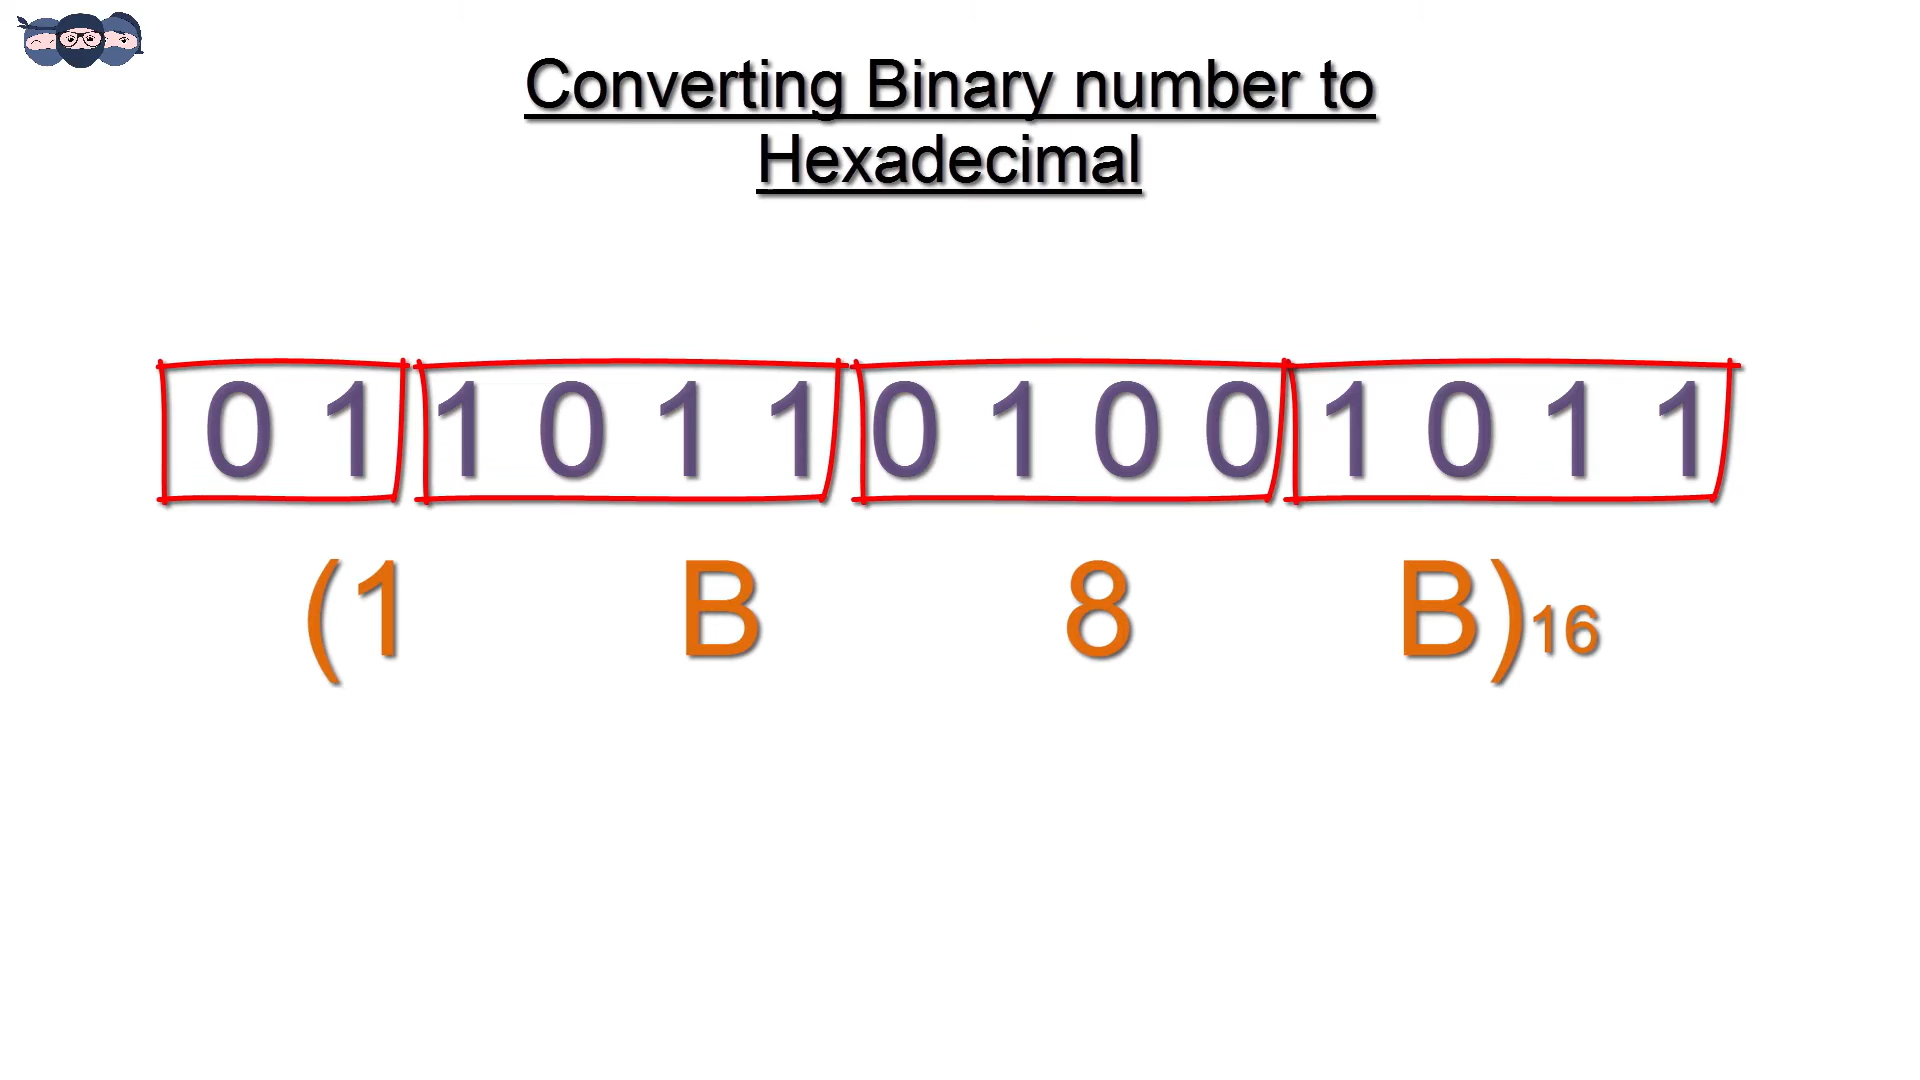 Converting Binary number to
Hexadecimal
0 1 1 0 1 1 0 1 0 0 1 0 1 1
(1 B 8 B)16